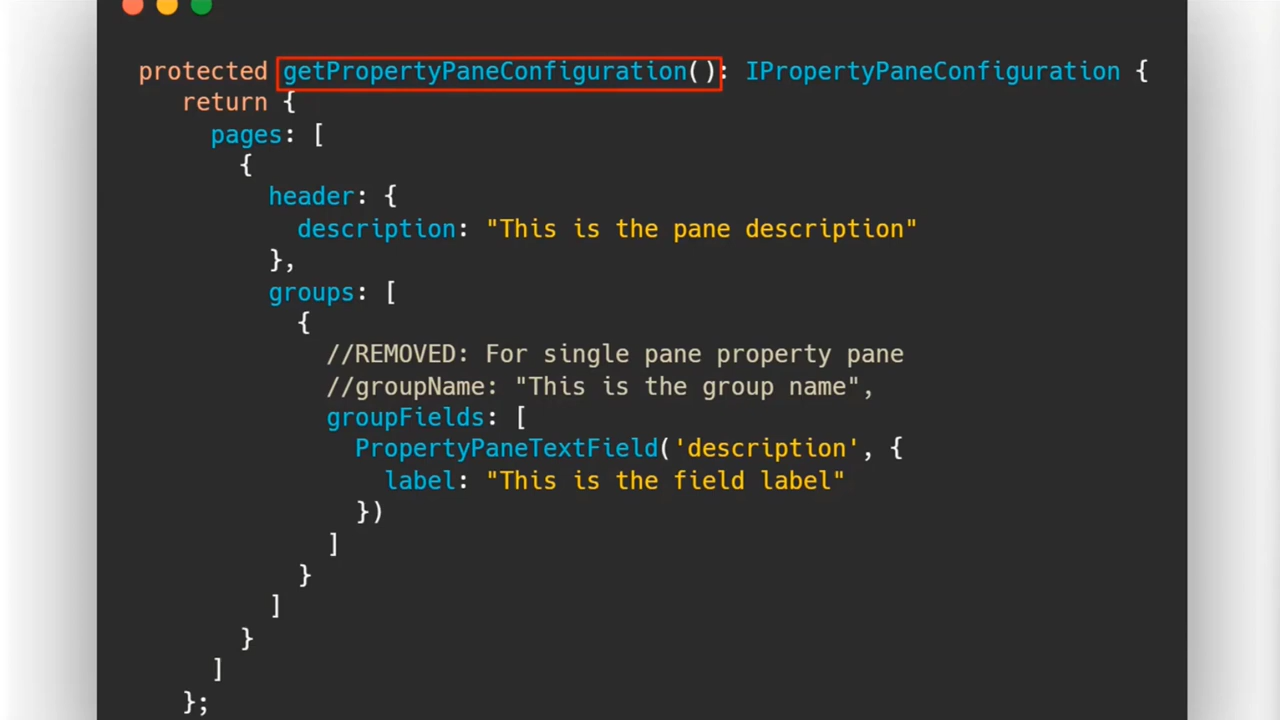 protected getPropertyPaneConfiguration(): IPropertyPaneConfiguration {
return {
pages: [
{
header: {
description: "This is the pane description"
},
groups: [
{
//REMOVED: For single pane property pane
//groupName: "This is the group name",
groupFields: [
PropertyPaneTextField('description', {
label: "This is the field label"
})
]
}
]
}
]
};